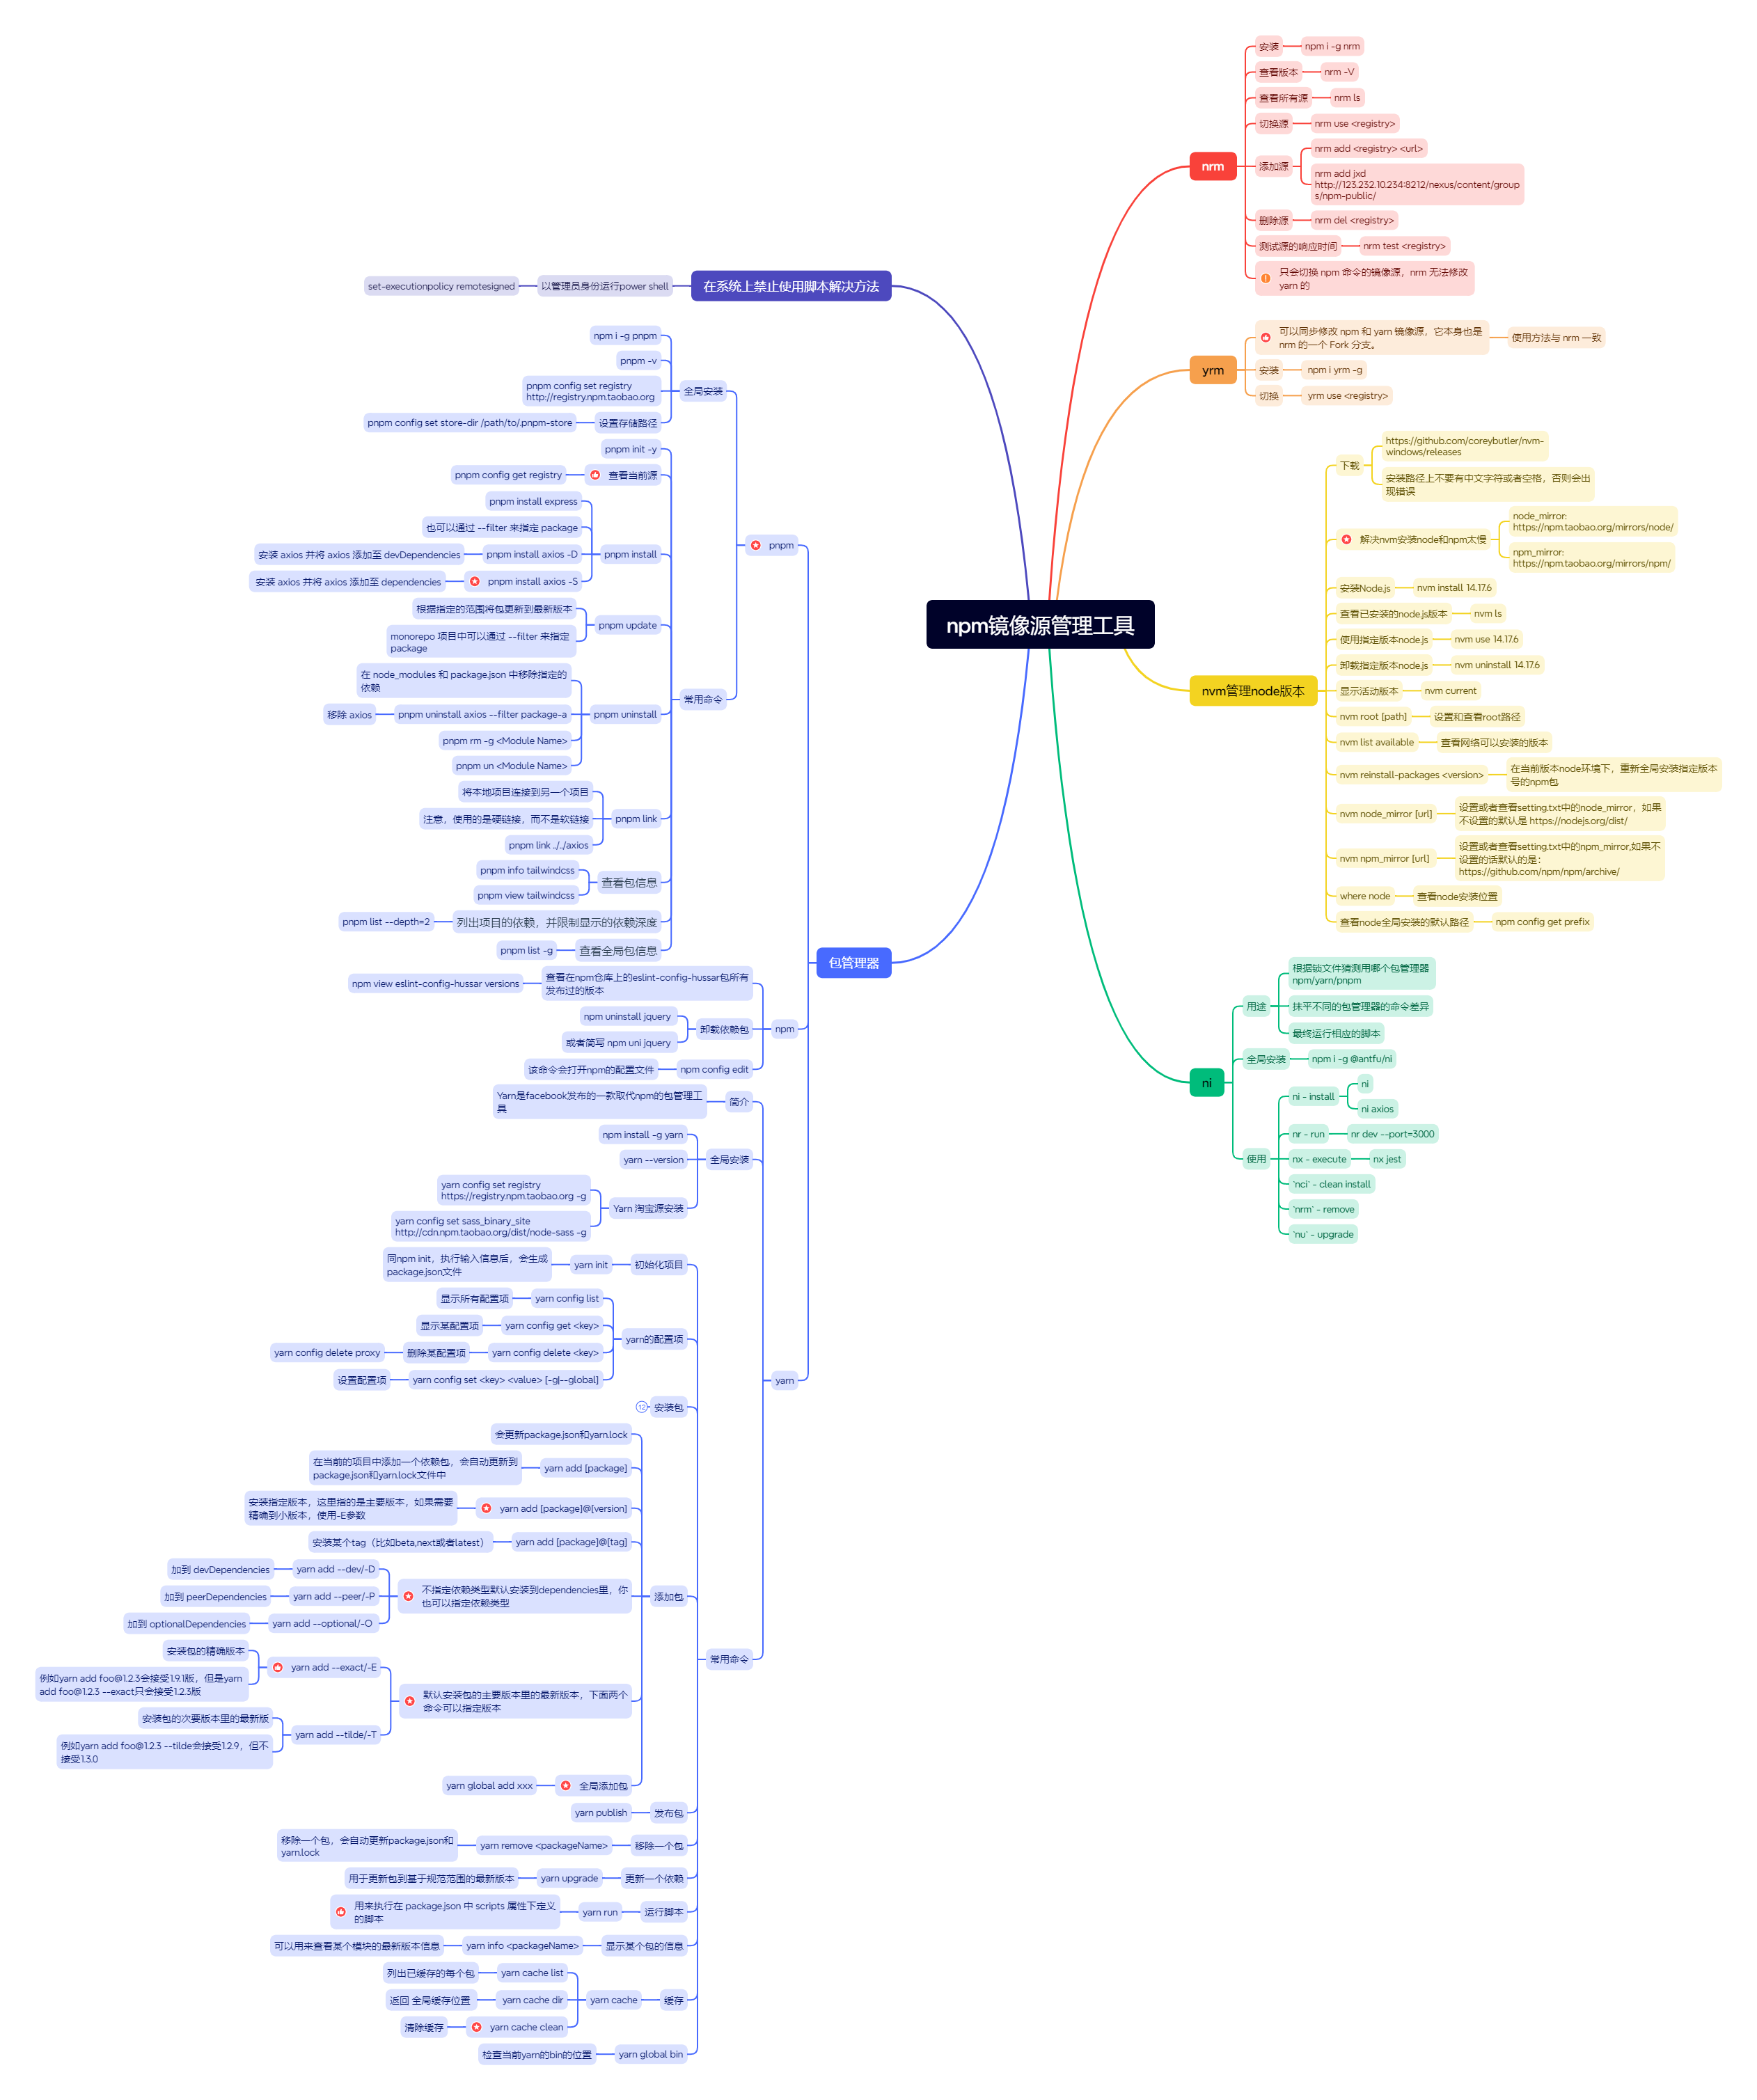 npm镜像源管理工具
nrm
安装
npm i -g nrm
查看版本
nrm -V
查看所有源
nrm ls
切换源
nrm use <registry>
添加源
nrm add <registry> <url>
nrm add jxd
http://123.232.10.234:8212/nexus/content/group
s/npm-public/
删除源
nrm del <registry>
测试源的响应时间
nrm test <registry>
只会切换 npm 命令的镜像源，nrm 无法修改
yarn 的
yrm
可以同步修改 npm 和 yarn 镜像源，它本身也是
nrm 的一个 Fork 分支。
使用方法与 nrm 一致
安装
npm i yrm -g
切换
yrm use <registry>
nvm管理node版本
下载
https://github.com/coreybutler/nvm-
windows/releases
安装路径上不要有中文字符或者空格，否则会出
现错误
解决nvm安装node和npm太慢
node_mirror:
https://npm.taobao.org/mirrors/node/
npm_mirror:
https://npm.taobao.org/mirrors/npm/
安装Node.js
nvm install 14.17.6
查看已安装的node.js版本
nvm ls
使用指定版本node.js
nvm use 14.17.6
卸载指定版本node.js
nvm uninstall 14.17.6
显示活动版本
nvm current
nvm root [path]
设置和查看root路径
nvm list available
查看网络可以安装的版本
nvm reinstall-packages <version>
在当前版本node环境下，重新全局安装指定版本
号的npm包
nvm node_mirror [url]
设置或者查看setting.txt中的node_mirror，如果
不设置的默认是 https://nodejs.org/dist/
nvm npm_mirror [url]
设置或者查看setting.txt中的npm_mirror,如果不
设置的话默认的是：
https://github.com/npm/npm/archive/
where node
查看node安装位置
查看node全局安装的默认路径
npm config get prefix
ni
用途
根据锁文件猜测用哪个包管理器
npm/yarn/pnpm
抹平不同的包管理器的命令差异
最终运行相应的脚本
全局安装
npm i -g @antfu/ni
使用
ni - install
ni
ni axios
nr - run
nr dev --port=3000
nx - execute
nx jest
`nci` - clean install
`nrm` - remove
`nu` - upgrade
在系统上禁止使用脚本解决方法
以管理员身份运行power shell
set-executionpolicy remotesigned
包管理器
pnpm
全局安装
npm i -g pnpm
pnpm -v
pnpm config set registry
http://registry.npm.taobao.org
设置存储路径
pnpm config set store-dir /path/to/.pnpm-store
常用命令
pnpm init -y
查看当前源
pnpm config get registry
pnpm install
pnpm install express
也可以通过 --filter 来指定 package
pnpm install axios -D
安装 axios 并将 axios 添加至 devDependencies
pnpm install axios -S
安装 axios 并将 axios 添加至 dependencies
pnpm update
根据指定的范围将包更新到最新版本
monorepo 项目中可以通过 --filter 来指定
package
pnpm uninstall
在 node_modules 和 package.json 中移除指定的
依赖
pnpm uninstall axios --filter package-a
移除 axios
pnpm rm -g <Module Name>
pnpm un <Module Name>
pnpm link
将本地项目连接到另一个项目
注意，使用的是硬链接，而不是软链接
pnpm link ../../axios
查看包信息
pnpm info tailwindcss
pnpm view tailwindcss
列出项目的依赖，并限制显示的依赖深度
pnpm list --depth=2
查看全局包信息
pnpm list -g
npm
查看在npm仓库上的eslint-config-hussar包所有
发布过的版本
npm view eslint-config-hussar versions
卸载依赖包
npm uninstall jquery
或者简写 npm uni jquery
npm config edit
该命令会打开npm的配置文件
yarn
简介
Yarn是facebook发布的一款取代npm的包管理工
具
全局安装
npm install -g yarn
yarn --version
Yarn 淘宝源安装
yarn config set registry
https://registry.npm.taobao.org -g
yarn config set sass_binary_site
http://cdn.npm.taobao.org/dist/node-sass -g
常用命令
初始化项目
yarn init
同npm init，执行输入信息后，会生成
package.json文件
yarn的配置项
yarn config list
显示所有配置项
yarn config get <key>
显示某配置项
yarn config delete <key>
删除某配置项
yarn config delete proxy
yarn config set <key> <value> [-g|--global]
设置配置项
安装包
12
添加包
会更新package.json和yarn.lock
yarn add [package]
在当前的项目中添加一个依赖包，会自动更新到
package.json和yarn.lock文件中
yarn add [package]@[version]
安装指定版本，这里指的是主要版本，如果需要
精确到小版本，使用-E参数
yarn add [package]@[tag]
安装某个tag（比如beta,next或者latest）
不指定依赖类型默认安装到dependencies里，你
也可以指定依赖类型
yarn add --dev/-D
加到 devDependencies
yarn add --peer/-P
加到 peerDependencies
yarn add --optional/-O
加到 optionalDependencies
默认安装包的主要版本里的最新版本，下面两个
命令可以指定版本
yarn add --exact/-E
安装包的精确版本
例如yarn add foo@1.2.3会接受1.9.1版，但是yarn
add foo@1.2.3 --exact只会接受1.2.3版
yarn add --tilde/-T
安装包的次要版本里的最新版
例如yarn add foo@1.2.3 --tilde会接受1.2.9，但不
接受1.3.0
全局添加包
yarn global add xxx
发布包
yarn publish
移除一个包
yarn remove <packageName>
移除一个包，会自动更新package.json和
yarn.lock
更新一个依赖
yarn upgrade
用于更新包到基于规范范围的最新版本
运行脚本
yarn run
用来执行在 package.json 中 scripts 属性下定义
的脚本
显示某个包的信息
yarn info <packageName>
可以用来查看某个模块的最新版本信息
缓存
yarn cache
yarn cache list
列出已缓存的每个包
yarn cache dir
返回 全局缓存位置
yarn cache clean
清除缓存
yarn global bin
检查当前yarn的bin的位置